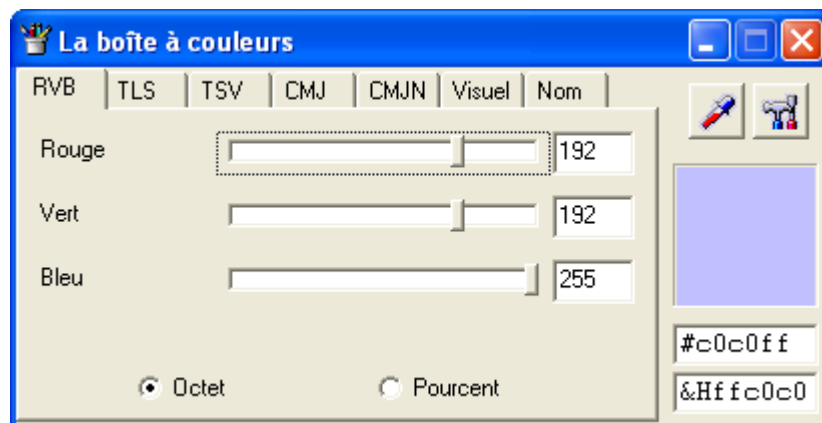 La boîte à couleurs
RVB TLS TSV CMJ CMJN Visuel Nom
Rouge 192
Vert 192
Bleu 255
#c0c0ff
Octet Pourcent
&Hffc0c0